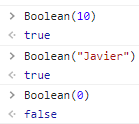 > Boolean(10)
< true
> Boolean("Javier")
< true
> Boolean(0)
< false